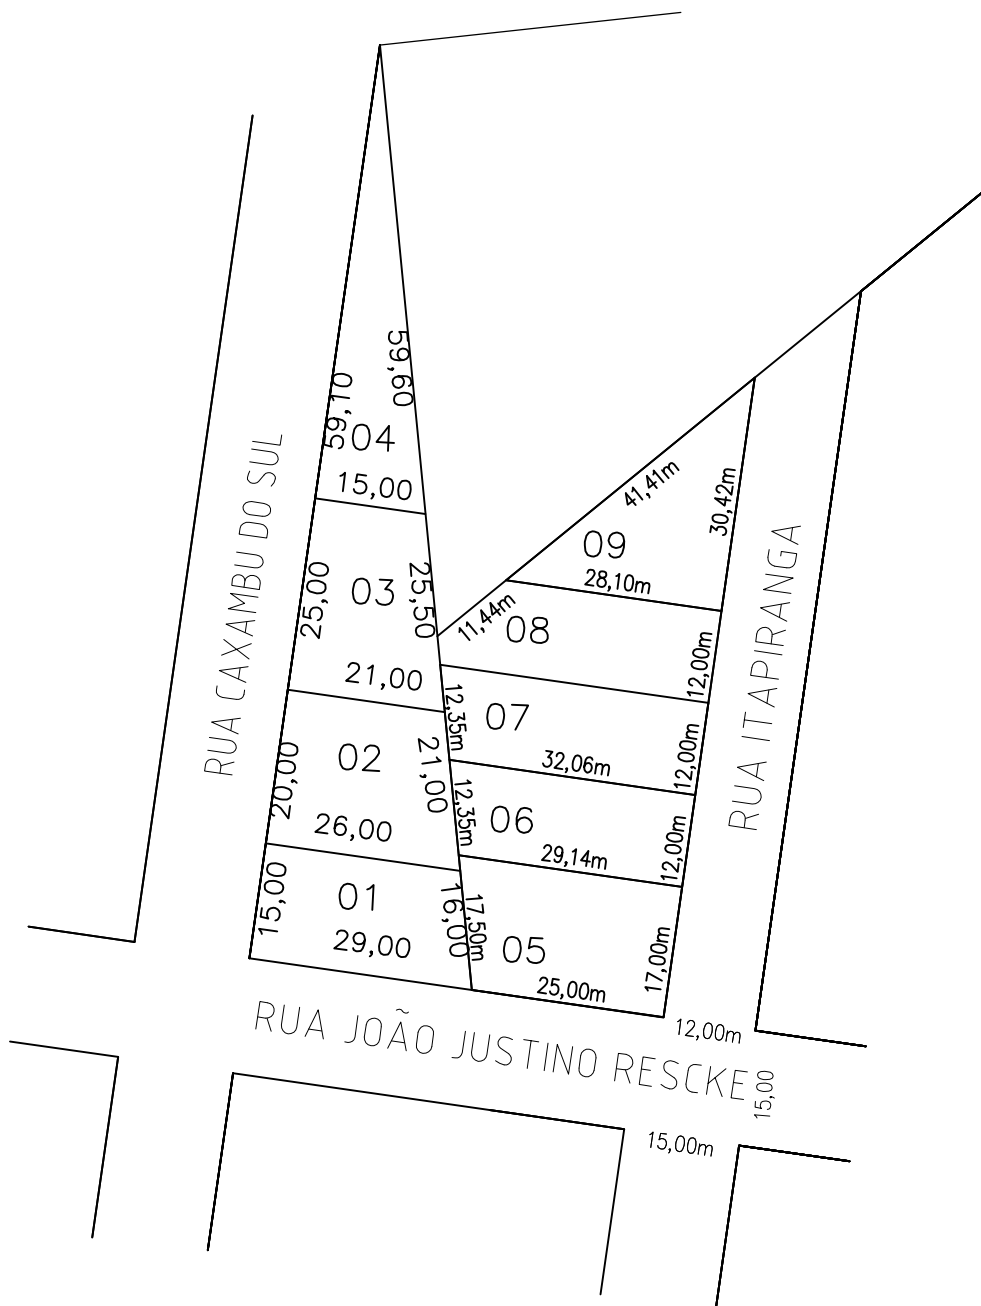 59,60
59,10
04
15,00
RUA CAXAMBU DO SUL
41,41m
30,42m
09
28,10m
25,00
03
25,50
11,44m
08
12,00m
RUA ITAPIRANGA
21,00
12,35m
07
32,06m
12,00m
20,00
02
21,00
26,00
12,35m
06
29,14m
12,00m
15,00
01
16,00
29,00
17,50m
05
25,00m
17,00m
RUA JOÃO JUSTINO RESCKE
12,00m
15,00
15,00m